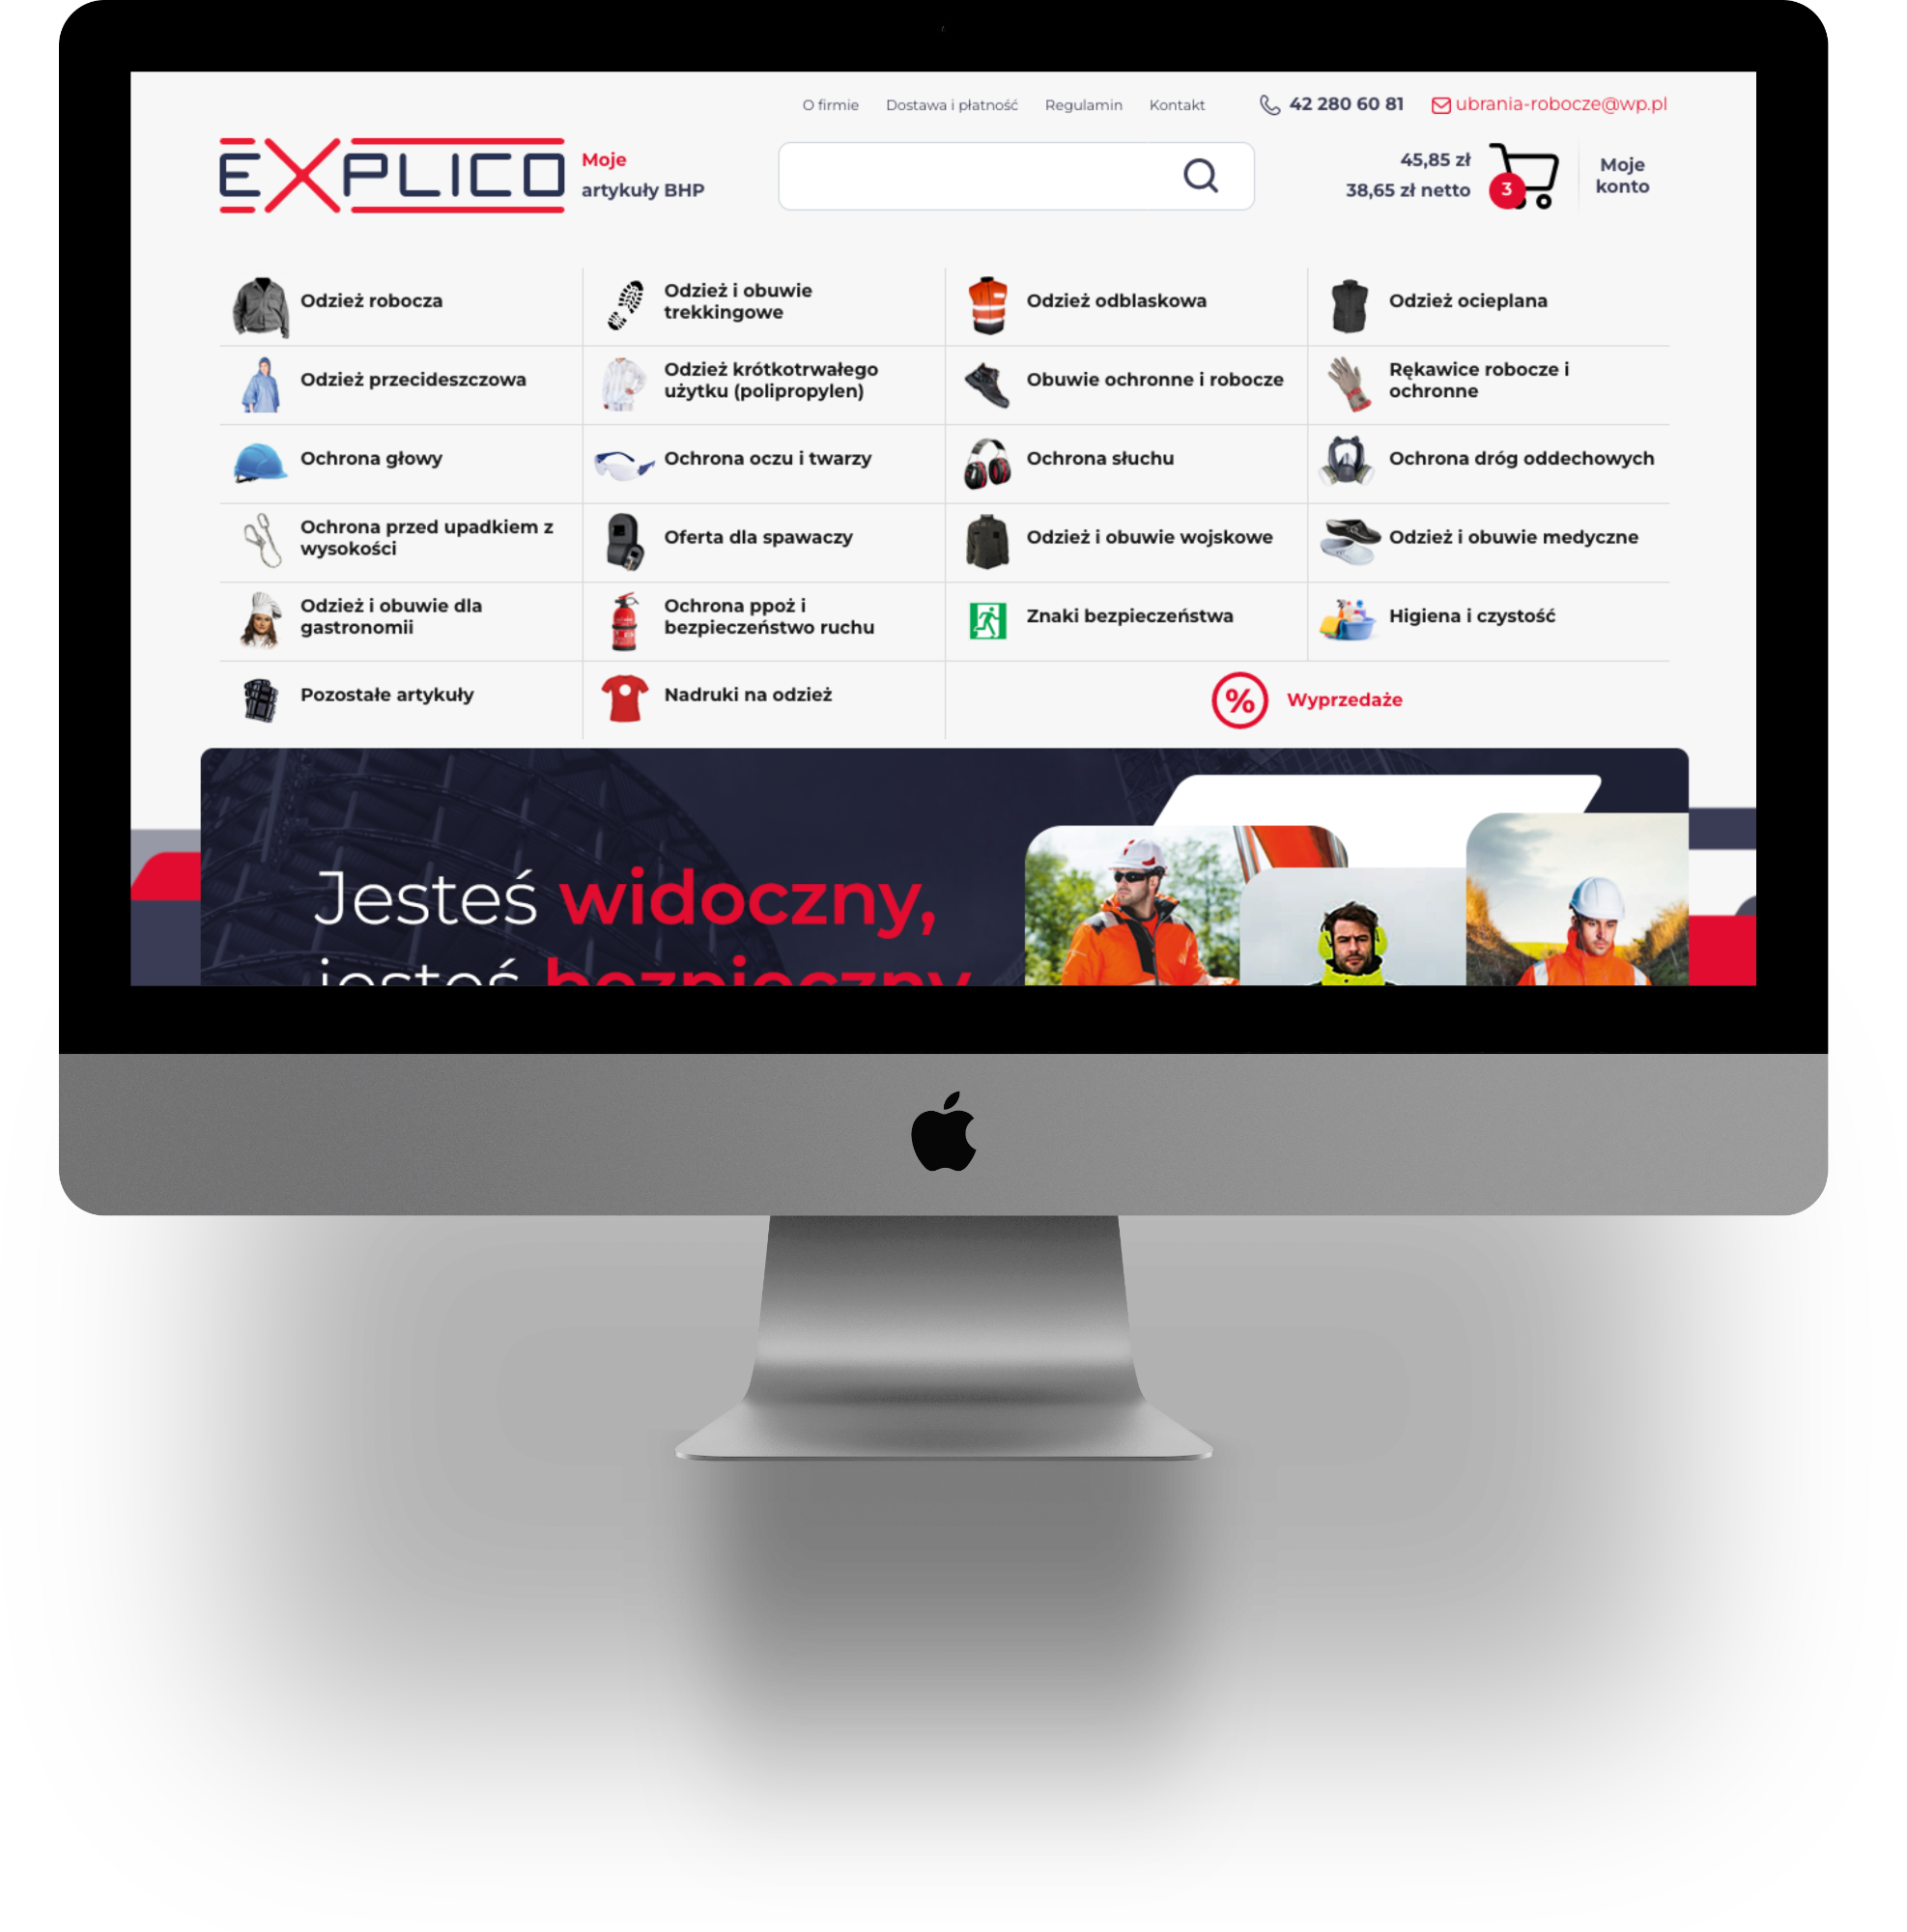 O firmie Dostawa i płatność Regulamin Kontakt 42 280 60 81 ubrania-robocze@wp.pl
EXPLICO
Moje
artykuły BHP
45,85 zł
38,65 zł netto
3
Moje
konto
Odzież robocza
Odzież i obuwie
trekkingowe
Odzież odblaskowa
Odzież ocieplana
Odzież przecideszczowa
Odzież krótkotrwałego
użytku (polipropylen)
Obuwie ochronne i robocze
Rękawice robocze i
ochronne
Ochrona głowy
Ochrona oczu i twarzy
Ochrona słuchu
Ochrona dróg oddechowych
Ochrona przed upadkiem z
wysokości
Oferta dla spawaczy
Odzież i obuwie wojskowe
Odzież i obuwie medyczne
Odzież i obuwie dla
gastronomii
Ochrona ppoż i
bezpieczeństwo ruchu
Znaki bezpieczeństwa
Higiena i czystość
Pozostałe artykuły
Nadruki na odzież
% Wyprzedaże
Jesteś widoczny,
jesteś bezpieczny